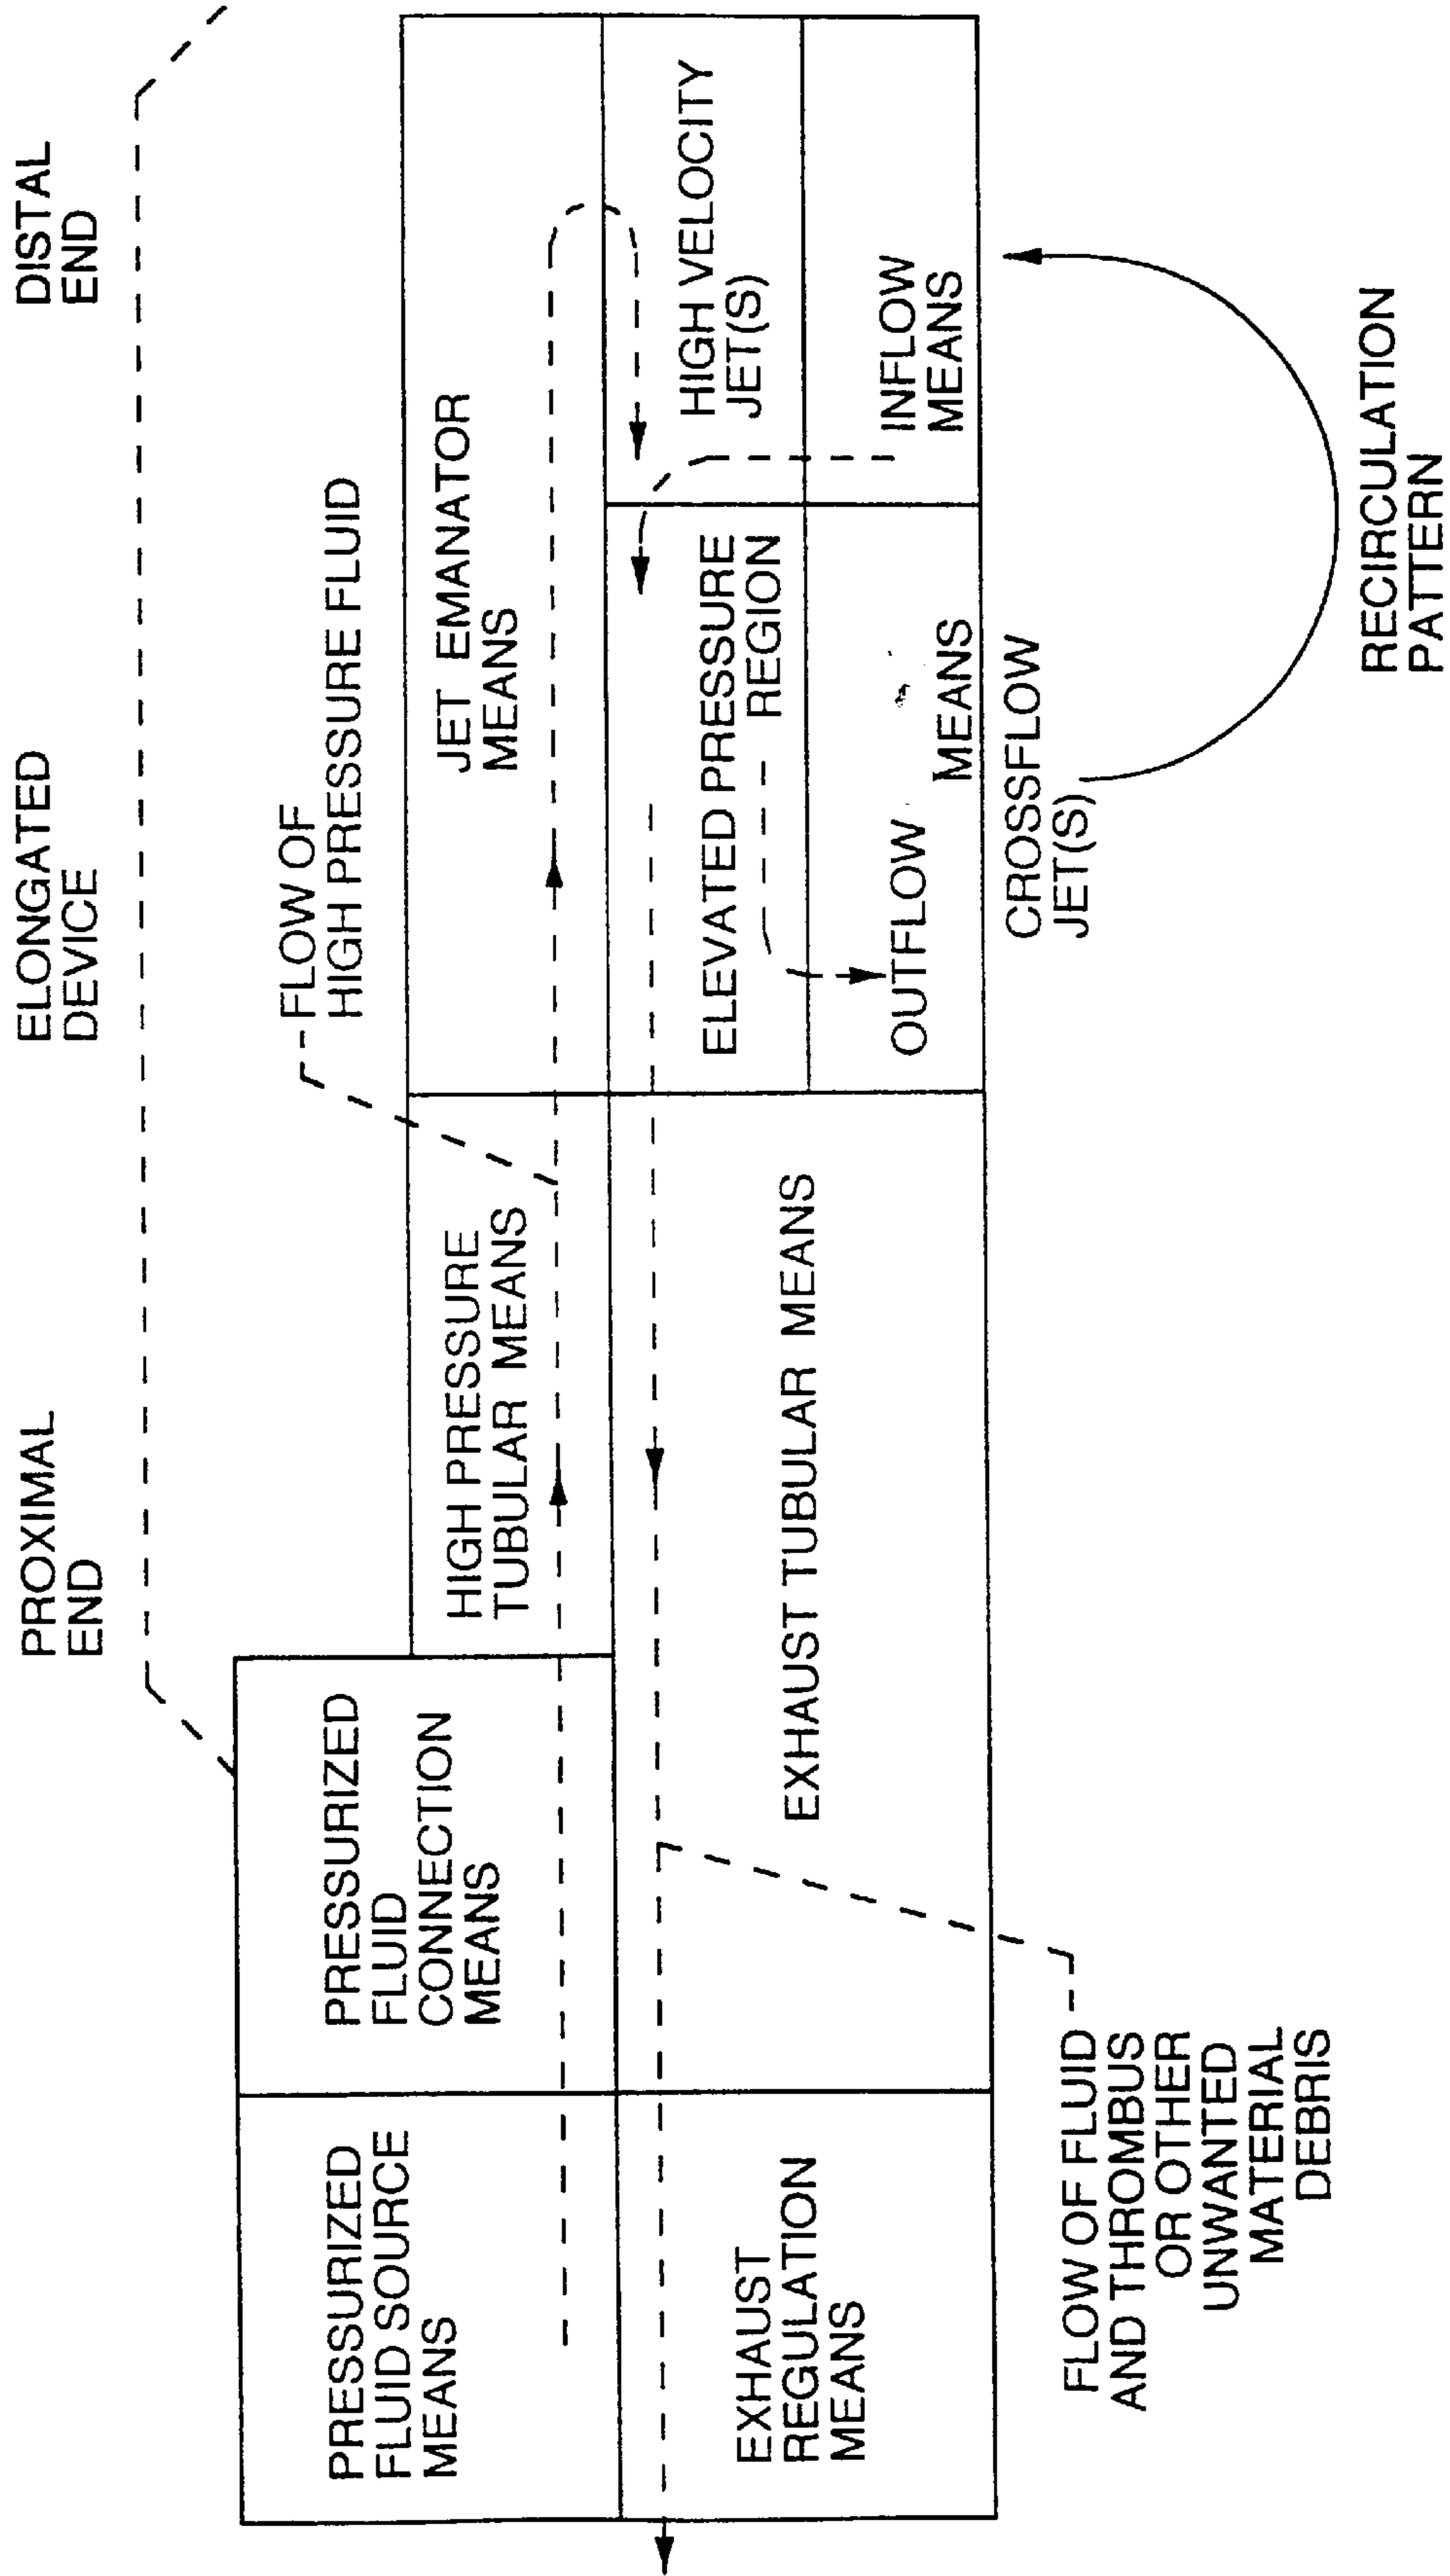 PROXIMAL
END
ELONGATED
DEVICE
DISTAL
END
FLOW OF
HIGH PRESSURE FLUID
PRESSURIZED
FLUID SOURCE
MEANS
PRESSURIZED
FLUID
CONNECTION
MEANS
HIGH PRESSURE
TUBULAR MEANS
JET EMANATOR
MEANS
EXHAUST
REGULATION
MEANS
EXHAUST TUBULAR MEANS
ELEVATED PRESSURE
REGION
HIGH VELOCITY
JET(S)
OUTFLOW
MEANS
INFLOW
MEANS
CROSSFLOW
JET(S)
RECIRCULATION
PATTERN
FLOW OF FLUID
AND THROMBUS
OR OTHER
UNWANTED
MATERIAL
DEBRIS